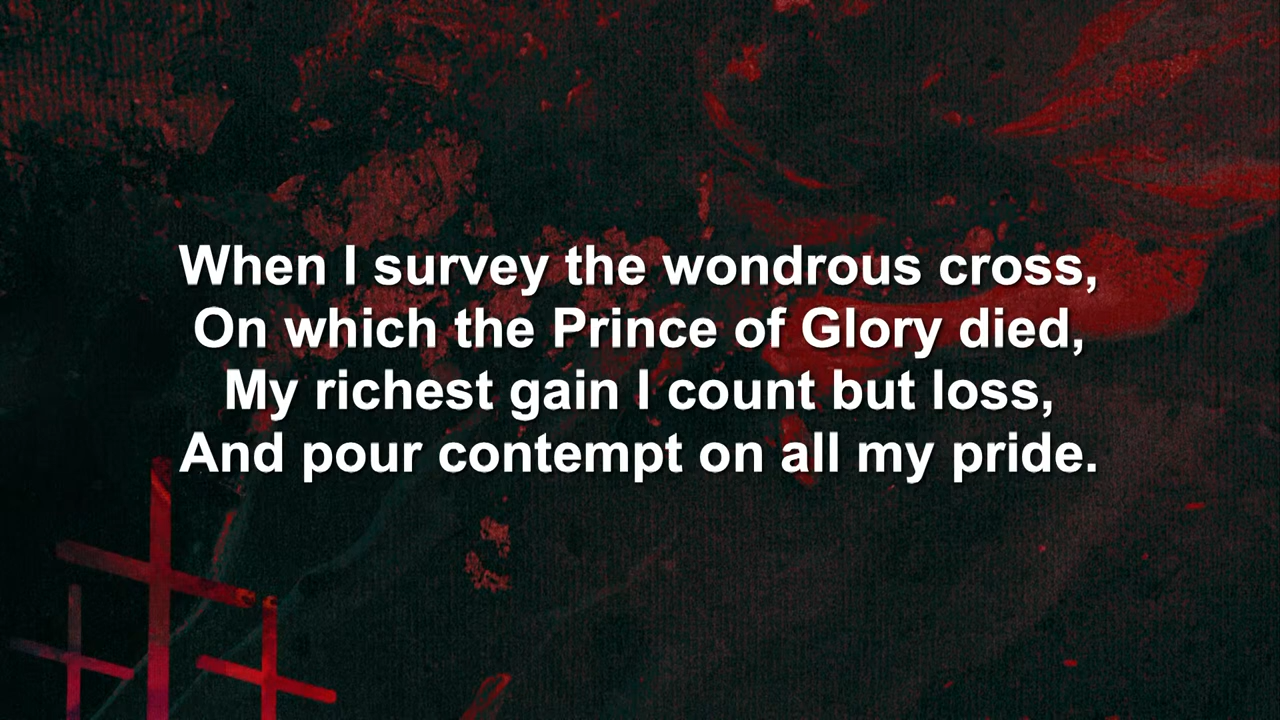 When I survey the wondrous cross,
On which the Prince of Glory died,
My richest gain I count but loss,
And pour contempt on all my pride.